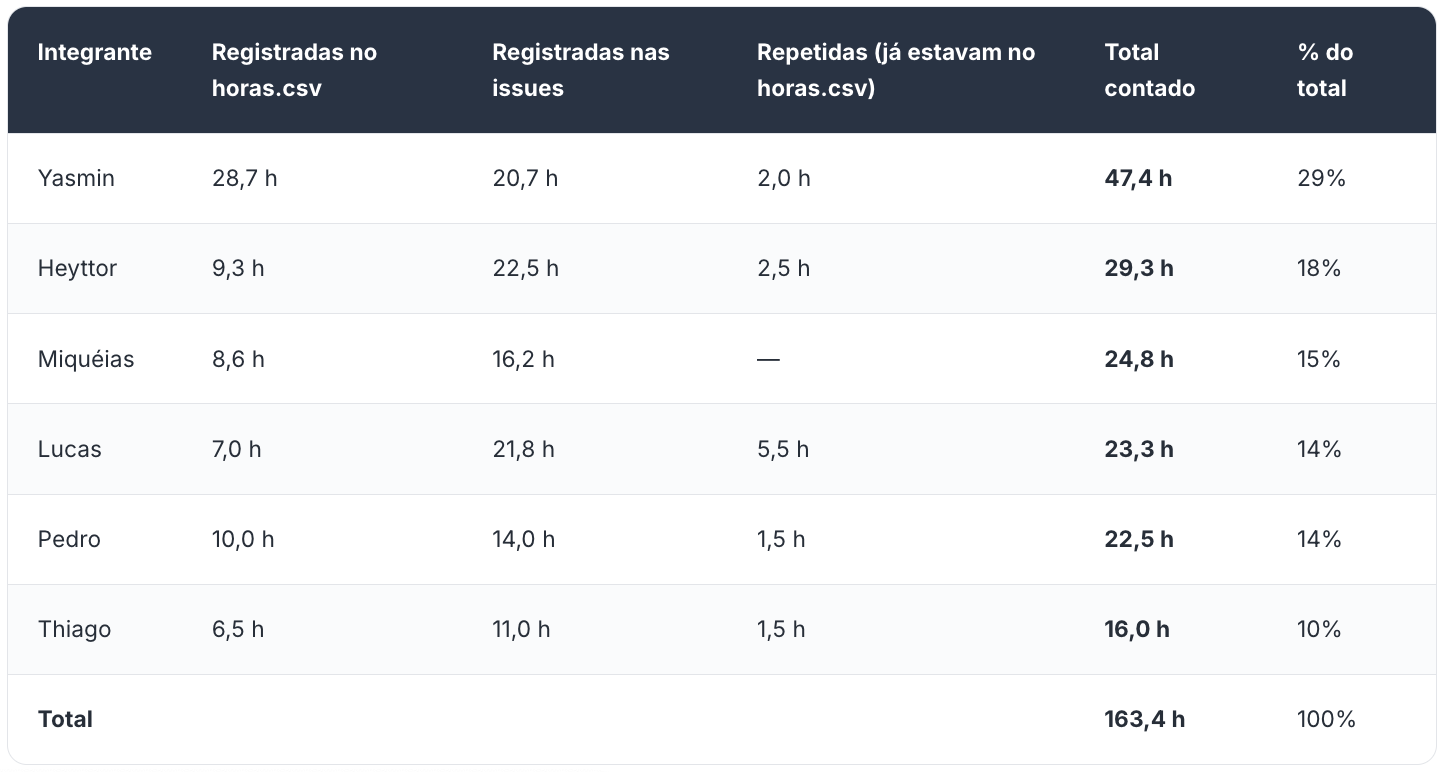 Integrante | Registradas no horas.csv | Registradas nas issues | Repetidas (já estavam no horas.csv) | Total contado | % do total
Yasmin | 28,7 h | 20,7 h | 2,0 h | 47,4 h | 29%
Heyttor | 9,3 h | 22,5 h | 2,5 h | 29,3 h | 18%
Miquéias | 8,6 h | 16,2 h | — | 24,8 h | 15%
Lucas | 7,0 h | 21,8 h | 5,5 h | 23,3 h | 14%
Pedro | 10,0 h | 14,0 h | 1,5 h | 22,5 h | 14%
Thiago | 6,5 h | 11,0 h | 1,5 h | 16,0 h | 10%
Total | 163,4 h | 100%